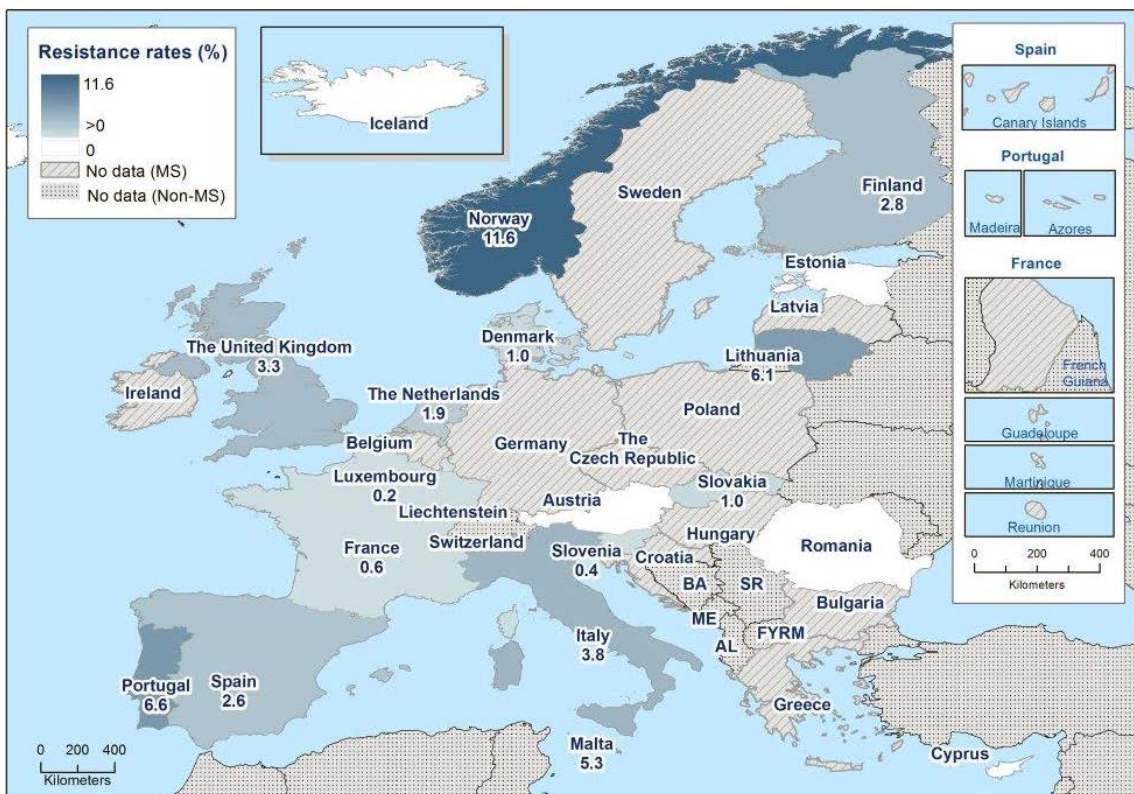 Resistance rates (%)
11.6
>0
0
No data (MS)
No data (Non-MS)
Iceland
Spain
Canary Islands
Portugal
Madeira
Azores
France
French
Guiana
Guadeloupe
Martinique
Reunion
0 200 400
Kilometers
Norway
11.6
Sweden
Finland
2.8
Estonia
Latvia
Lithuania
6.1
Denmark
1.0
The United Kingdom
3.3
Ireland
The Netherlands
1.9
Belgium
Germany
Poland
The
Czech Republic
Luxembourg
0.2
Slovakia
1.0
Austria
Liechtenstein
Switzerland
Hungary
France
0.6
Slovenia
0.4
Croatia
Romania
BA
SR
Bulgaria
ME
FYRM
AL
Italy
3.8
Portugal
6.6
Spain
2.6
Greece
Malta
5.3
Cyprus
0 200 400
Kilometers